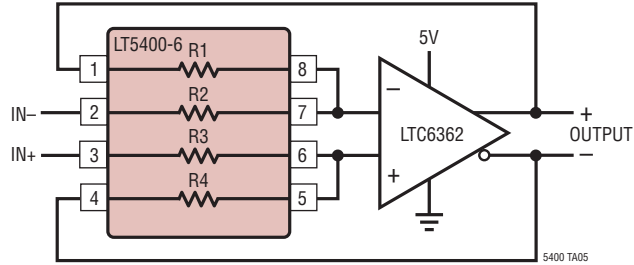 LT5400-6
5V
R1
1
8
R2
−
IN–
2
7
LTC6362
+
R3
OUTPUT
IN+
3
6
–
R4
+
4
5
5400 TA05